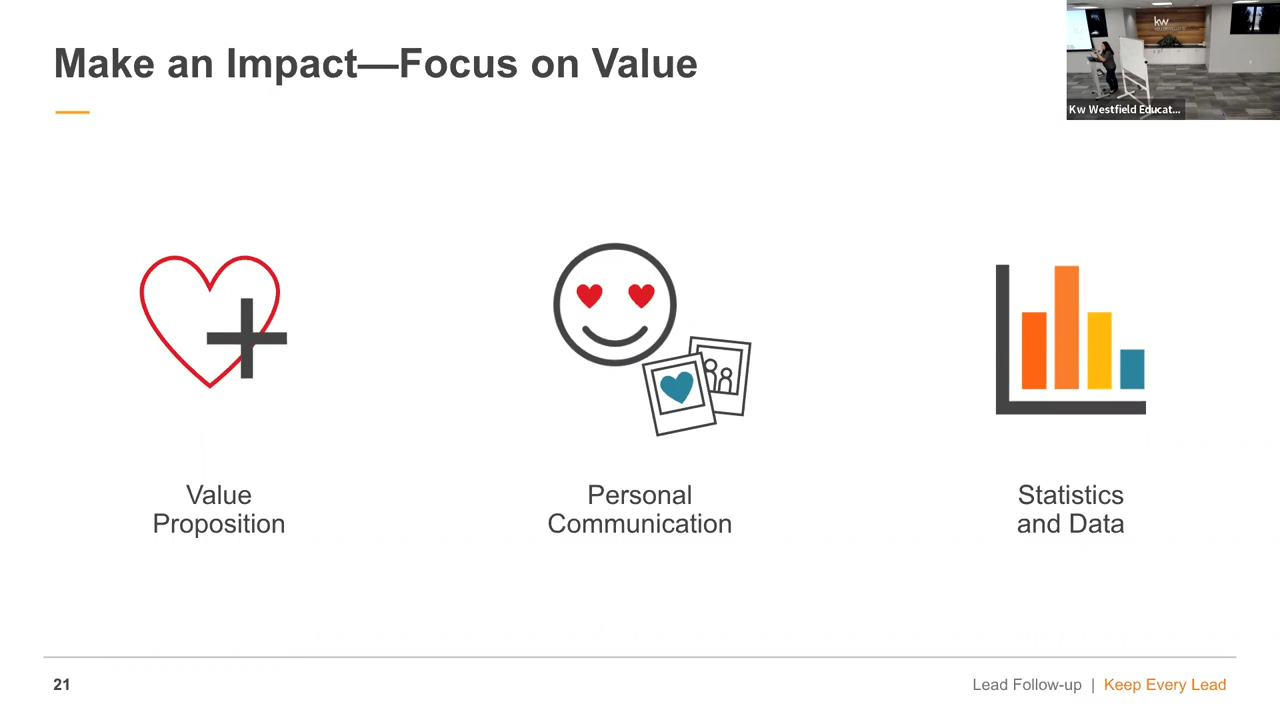 Make an Impact—Focus on Value
kw
Kw Westfield Educat...
Value
Proposition
Personal
Communication
Statistics
and Data
21
Lead Follow-up | Keep Every Lead